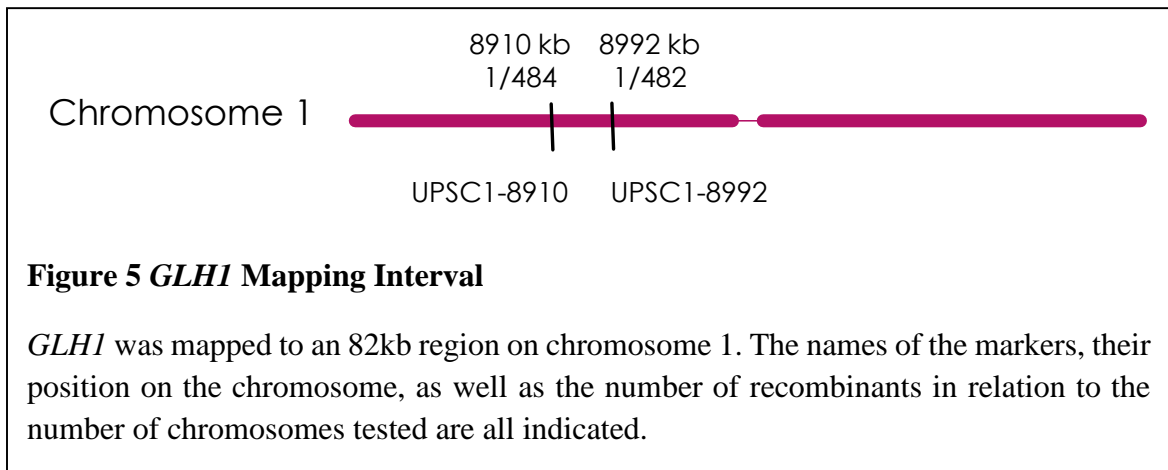 8910 kb 8992 kb
1/484 1/482
Chromosome 1
UPSC1-8910 UPSC1-8992
Figure 5 GLH1 Mapping Interval
GLH1 was mapped to an 82kb region on chromosome 1. The names of the markers, their
position on the chromosome, as well as the number of recombinants in relation to the
number of chromosomes tested are all indicated.